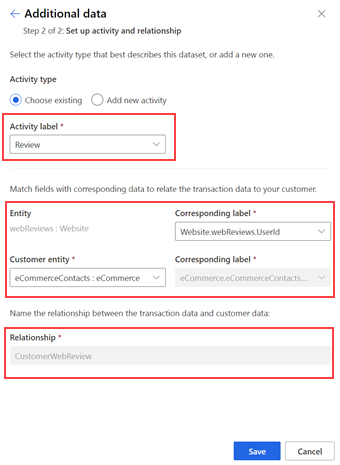 Additional data
Step 2 of 2: Set up activity and relationship
Select the activity type that best describes this dataset, or add a new one.
Activity type
Choose existing Add new activity
Activity label *
Review
Match fields with corresponding data to relate the transaction data to your customer.
Entity Corresponding label *
webReviews : Website Website.webReviews.UserId
Customer entity * Corresponding label *
eCommerceContacts : eCommerce eCommerce.eCommerceContacts....
Name the relationship between the transaction data and customer data:
Relationship *
CustomerWebReview
Save Cancel